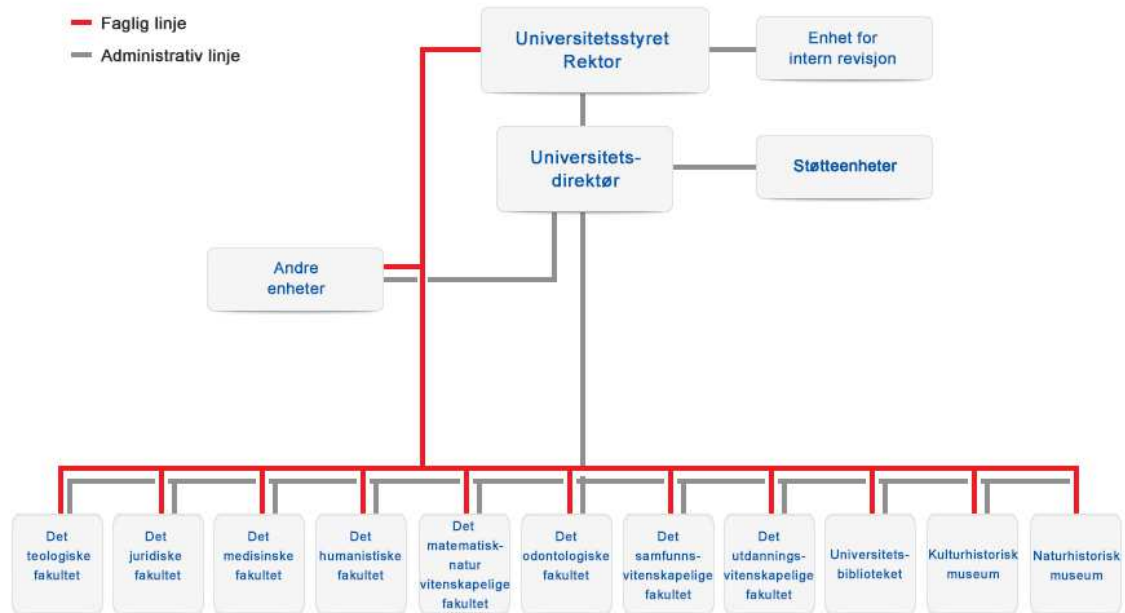 Faglig linje
Administrativ linje
Universitetsstyret
Rektor
Enhet for
intern revisjon
Universitets-
direktør
Støtteenheter
Andre
enheter
Det
teologiske
fakultet
Det
juridiske
fakultet
Det
medisinske
fakultet
Det
humanistiske
fakultet
Det
matematisk-
natur
vitenskapelige
fakultet
Det
odontologiske
fakultet
Det
samfunns-
vitenskapelige
fakultet
Det
utdannings-
vitenskapelige
fakultet
Universitets-
biblioteket
Kulturhistorisk
museum
Naturhistorisk
museum